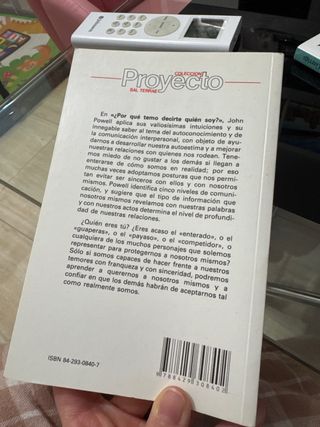 COLECCION
Proyecto
SAL TERRAE
En «¿Por qué temo decirte quién soy?», John
Powell aplica sus valiosísimas intuiciones y su
innegable saber al tema del autoconocimiento y de
la comunicación interpersonal, con objeto de ayu-
darnos a desarrollar nuestra autoestima y a mejorar
nuestras relaciones con quienes nos rodean. Tene-
mos miedo de no gustar a los demás si llegan a
enterarse de cómo somos en realidad; por eso
muchas veces adoptamos posturas que nos permi-
tan evitar ser sinceros con ellos y con nosotros
mismos. Powell identifica cinco niveles de comuni-
cación, y sugiere que el tipo de información que
nosotros mismos revelamos con nuestras palabras
y con nuestros actos determina el nivel de profundi-
dad de nuestras relaciones.
¿Quién eres tú? ¿Eres acaso el «enterado», o el
«guaperas», o el «payaso», o el «competidor», o
cualquiera de los muchos personajes que solemos
representar para protegernos a nosotros mismos?
Sólo si somos capaces de hacer frente a nuestros
temores con franqueza y con sinceridad, podremos
aprender a querernos a nosotros mismos y a
confiar en que los demás habrán de aceptarnos tal
como realmente somos.
ISBN 84-293-0840-7
9788429308402